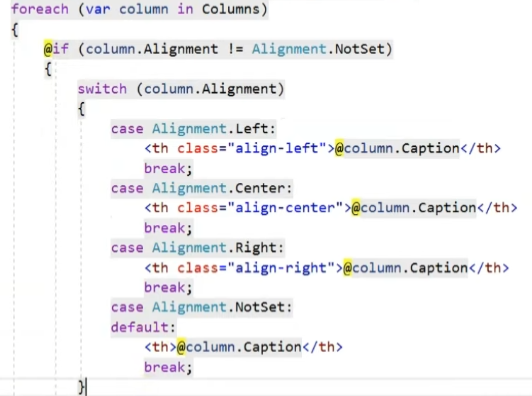 foreach (var column in Columns)
{
@if (column.Alignment != Alignment.NotSet)
{
switch (column.Alignment)
{
case Alignment.Left:
<th class="align-left">@column.Caption</th>
break;
case Alignment.Center:
<th class="align-center">@column.Caption</th>
break;
case Alignment.Right:
<th class="align-right">@column.Caption</th>
break;
case Alignment.NotSet:
default:
<th>@column.Caption</th>
break;
}